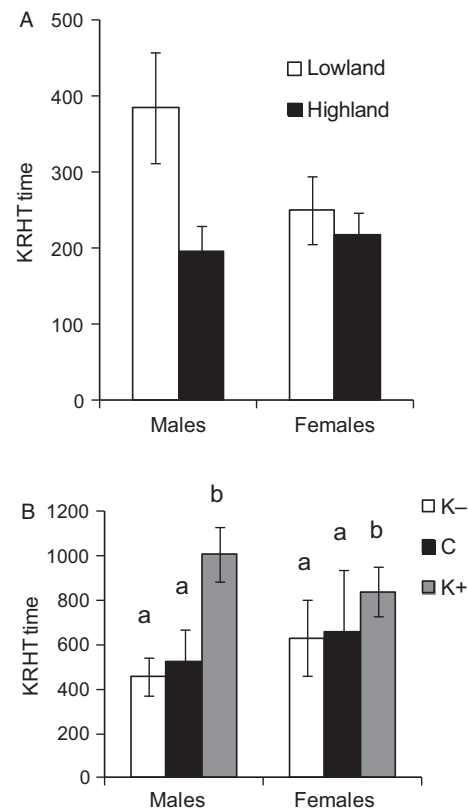 A
500
400
300
200
100
0
KRHT time
Lowland
Highland
Males Females
B
1200
1000
800
600
400
200
0
KRHT time
a a b a a b
K–
C
K+
Males Females